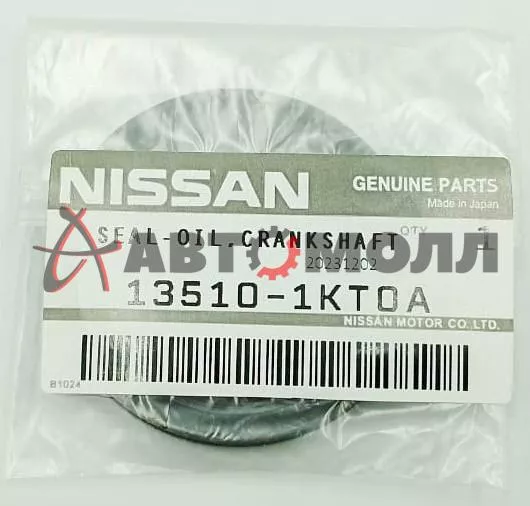 NISSAN
GENUINE PARTS
Made in Japan
SEAL-OIL,CRANKSHAFT
QTY
1
АВТОМОЛЛ
20231202
13510-1KT0A
NISSAN MOTOR CO.,LTD.
B1024